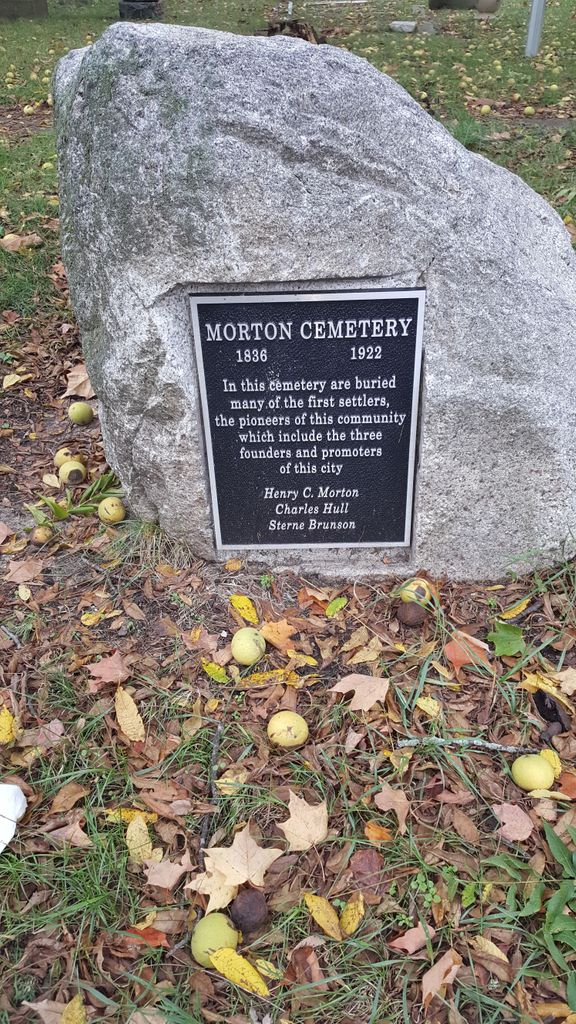 MORTON CEMETERY
1836 1922
In this cemetery are buried
many of the first settlers,
the pioneers of this community
which include the three
founders and promoters
of this city
Henry C. Morton
Charles Hull
Sterne Brunson